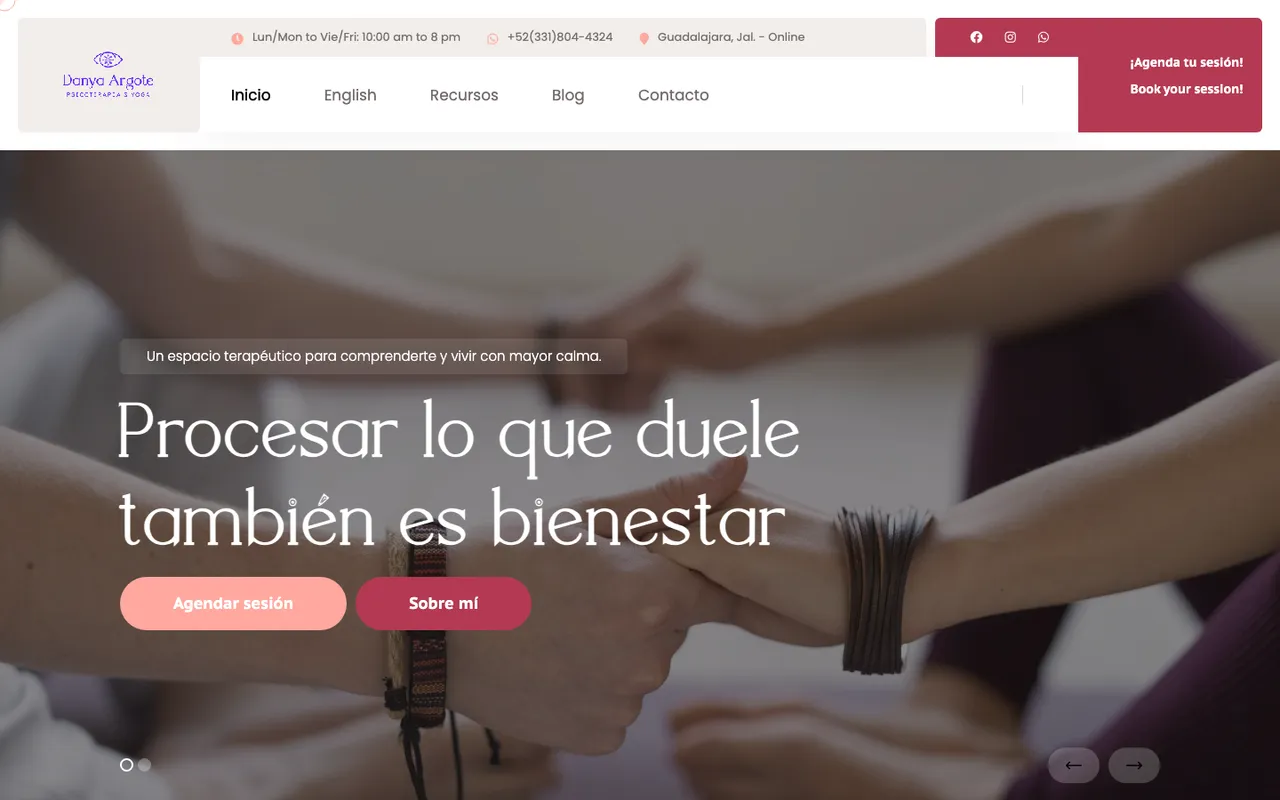 Danya Argote
PSICOTERAPIA & YOGA
Lun/Mon to Vie/Fri: 10:00 am to 8 pm
+52(331)804-4324
Guadalajara, Jal. - Online
¡Agenda tu sesión!
Book your session!
Inicio
English
Recursos
Blog
Contacto
Un espacio terapéutico para comprenderte y vivir con mayor calma.
Procesar lo que duele
también es bienestar
Agendar sesión
Sobre mí